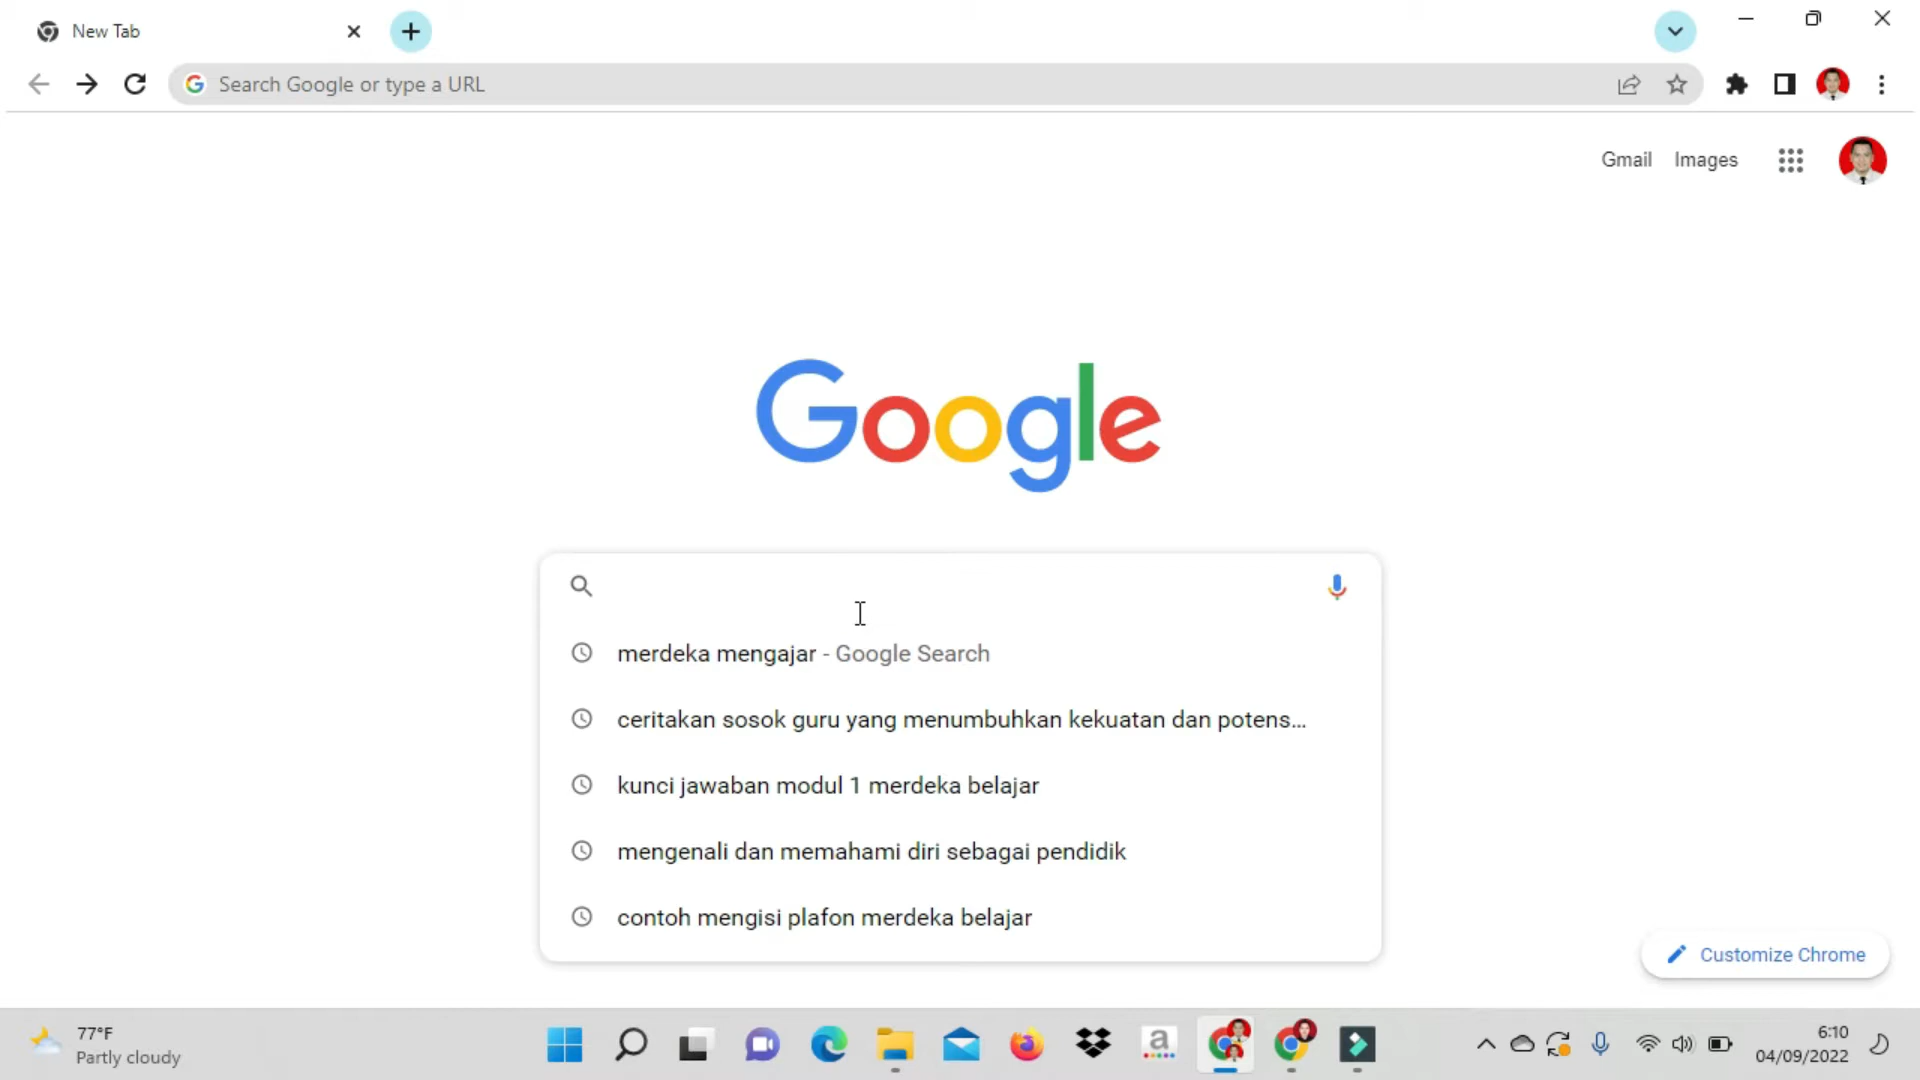 New Tab
Search Google or type a URL
Gmail Images
Google
merdeka mengajar - Google Search
ceritakan sosok guru yang menumbuhkan kekuatan dan potens...
kunci jawaban modul 1 merdeka belajar
mengenali dan memahami diri sebagai pendidik
contoh mengisi plafon merdeka belajar
Customize Chrome
77°F
Partly cloudy
a
6:10
04/09/2022